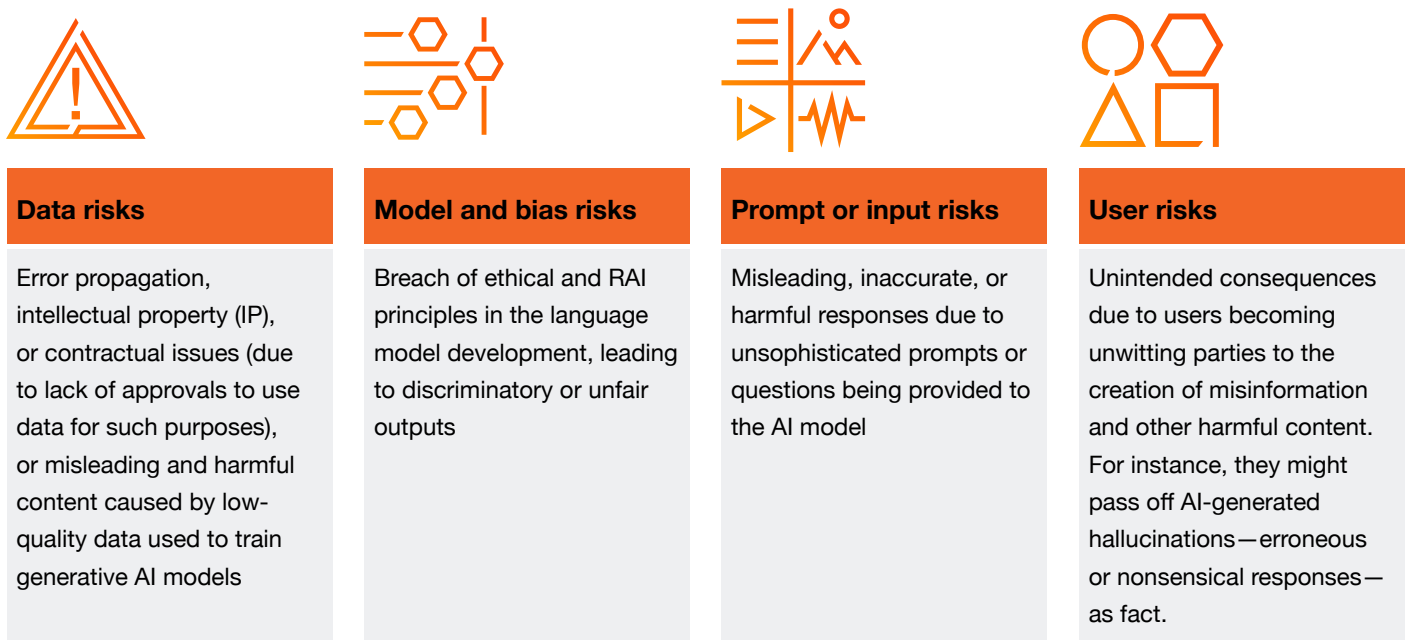 Data risks
Error propagation,
intellectual property (IP),
or contractual issues (due
to lack of approvals to use
data for such purposes),
or misleading and harmful
content caused by low-
quality data used to train
generative AI models
Model and bias risks
Breach of ethical and RAI
principles in the language
model development, leading
to discriminatory or unfair
outputs
Prompt or input risks
Misleading, inaccurate, or
harmful responses due to
unsophisticated prompts or
questions being provided to
the AI model
User risks
Unintended consequences
due to users becoming
unwitting parties to the
creation of misinformation
and other harmful content.
For instance, they might
pass off AI-generated
hallucinations—erroneous
or nonsensical responses—
as fact.